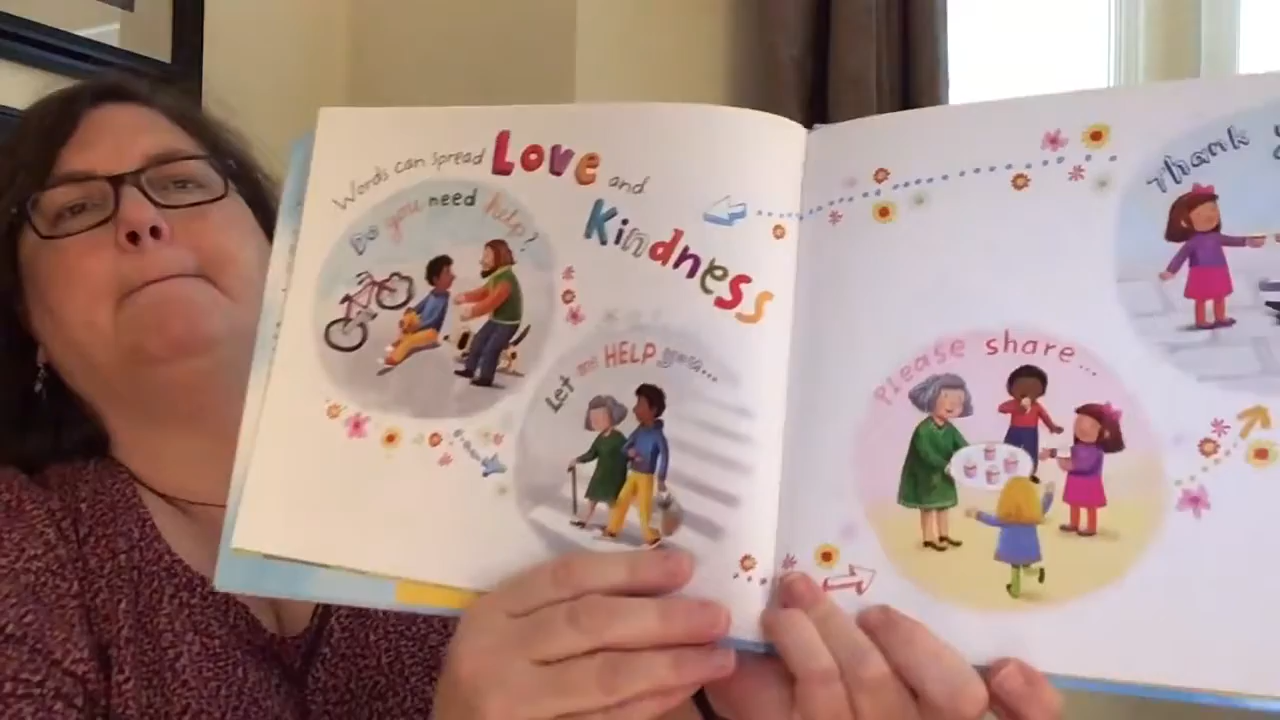 Words can spread Love and
Kindness
Do you need help?
Let me HELP you...
Thank
Please share...